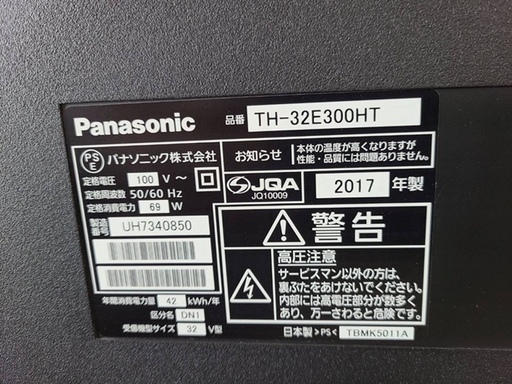 Panasonic
品番 TH-32E300HT
PS E パナソニック株式会社
お知らせ
本体の温度が高くなりますが
性能・品質には問題ありません。
定格電圧 100 V ～
定格周波数 50/60 Hz
定格消費電力 69 W
JQA
JQ10009
2017 年製
製造番号 UH7340850
警告
高圧注意
サービスマン以外の方は、
裏ぶたをあけないでください。
内部には高電圧部分が数多く
あり、万一さわると危険です。
年間消費電力量 42 kWh/年
区分名 DN1
受信機型サイズ 32 V型
日本製 >PS< TBMK5011A